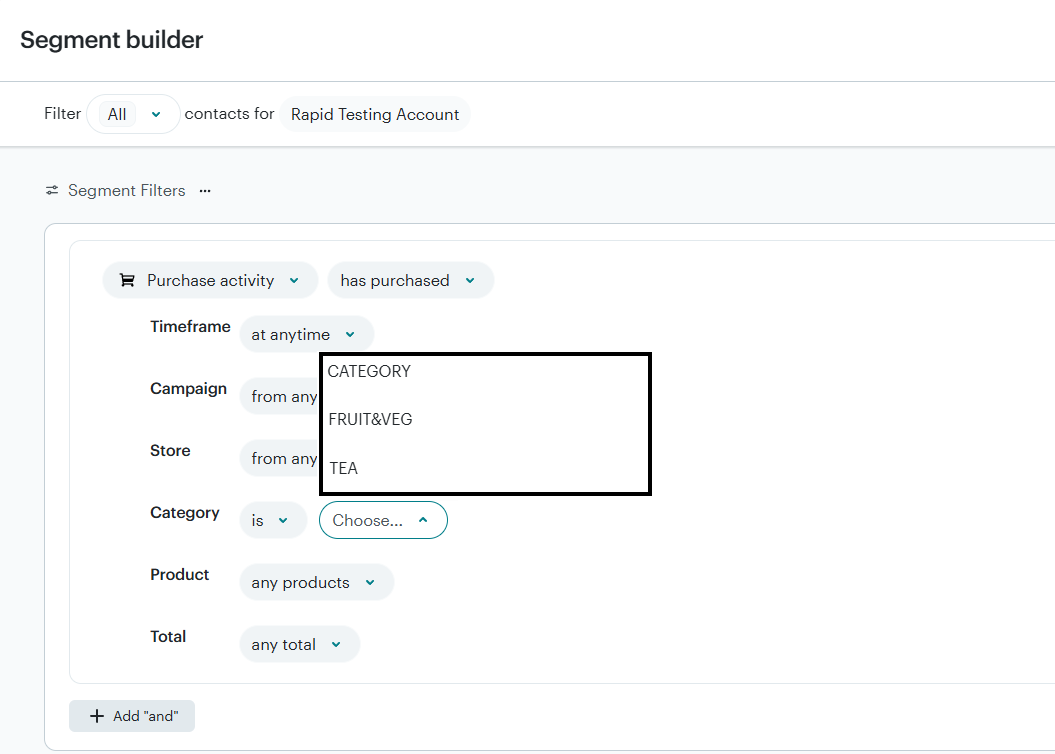 Segment builder
Filter All contacts for Rapid Testing Account
Segment Filters ...
Purchase activity has purchased
Timeframe at anytime
CATEGORY
Campaign from any
FRUIT&VEG
Store from any
TEA
Category is Choose...
Product any products
Total any total
+ Add "and"